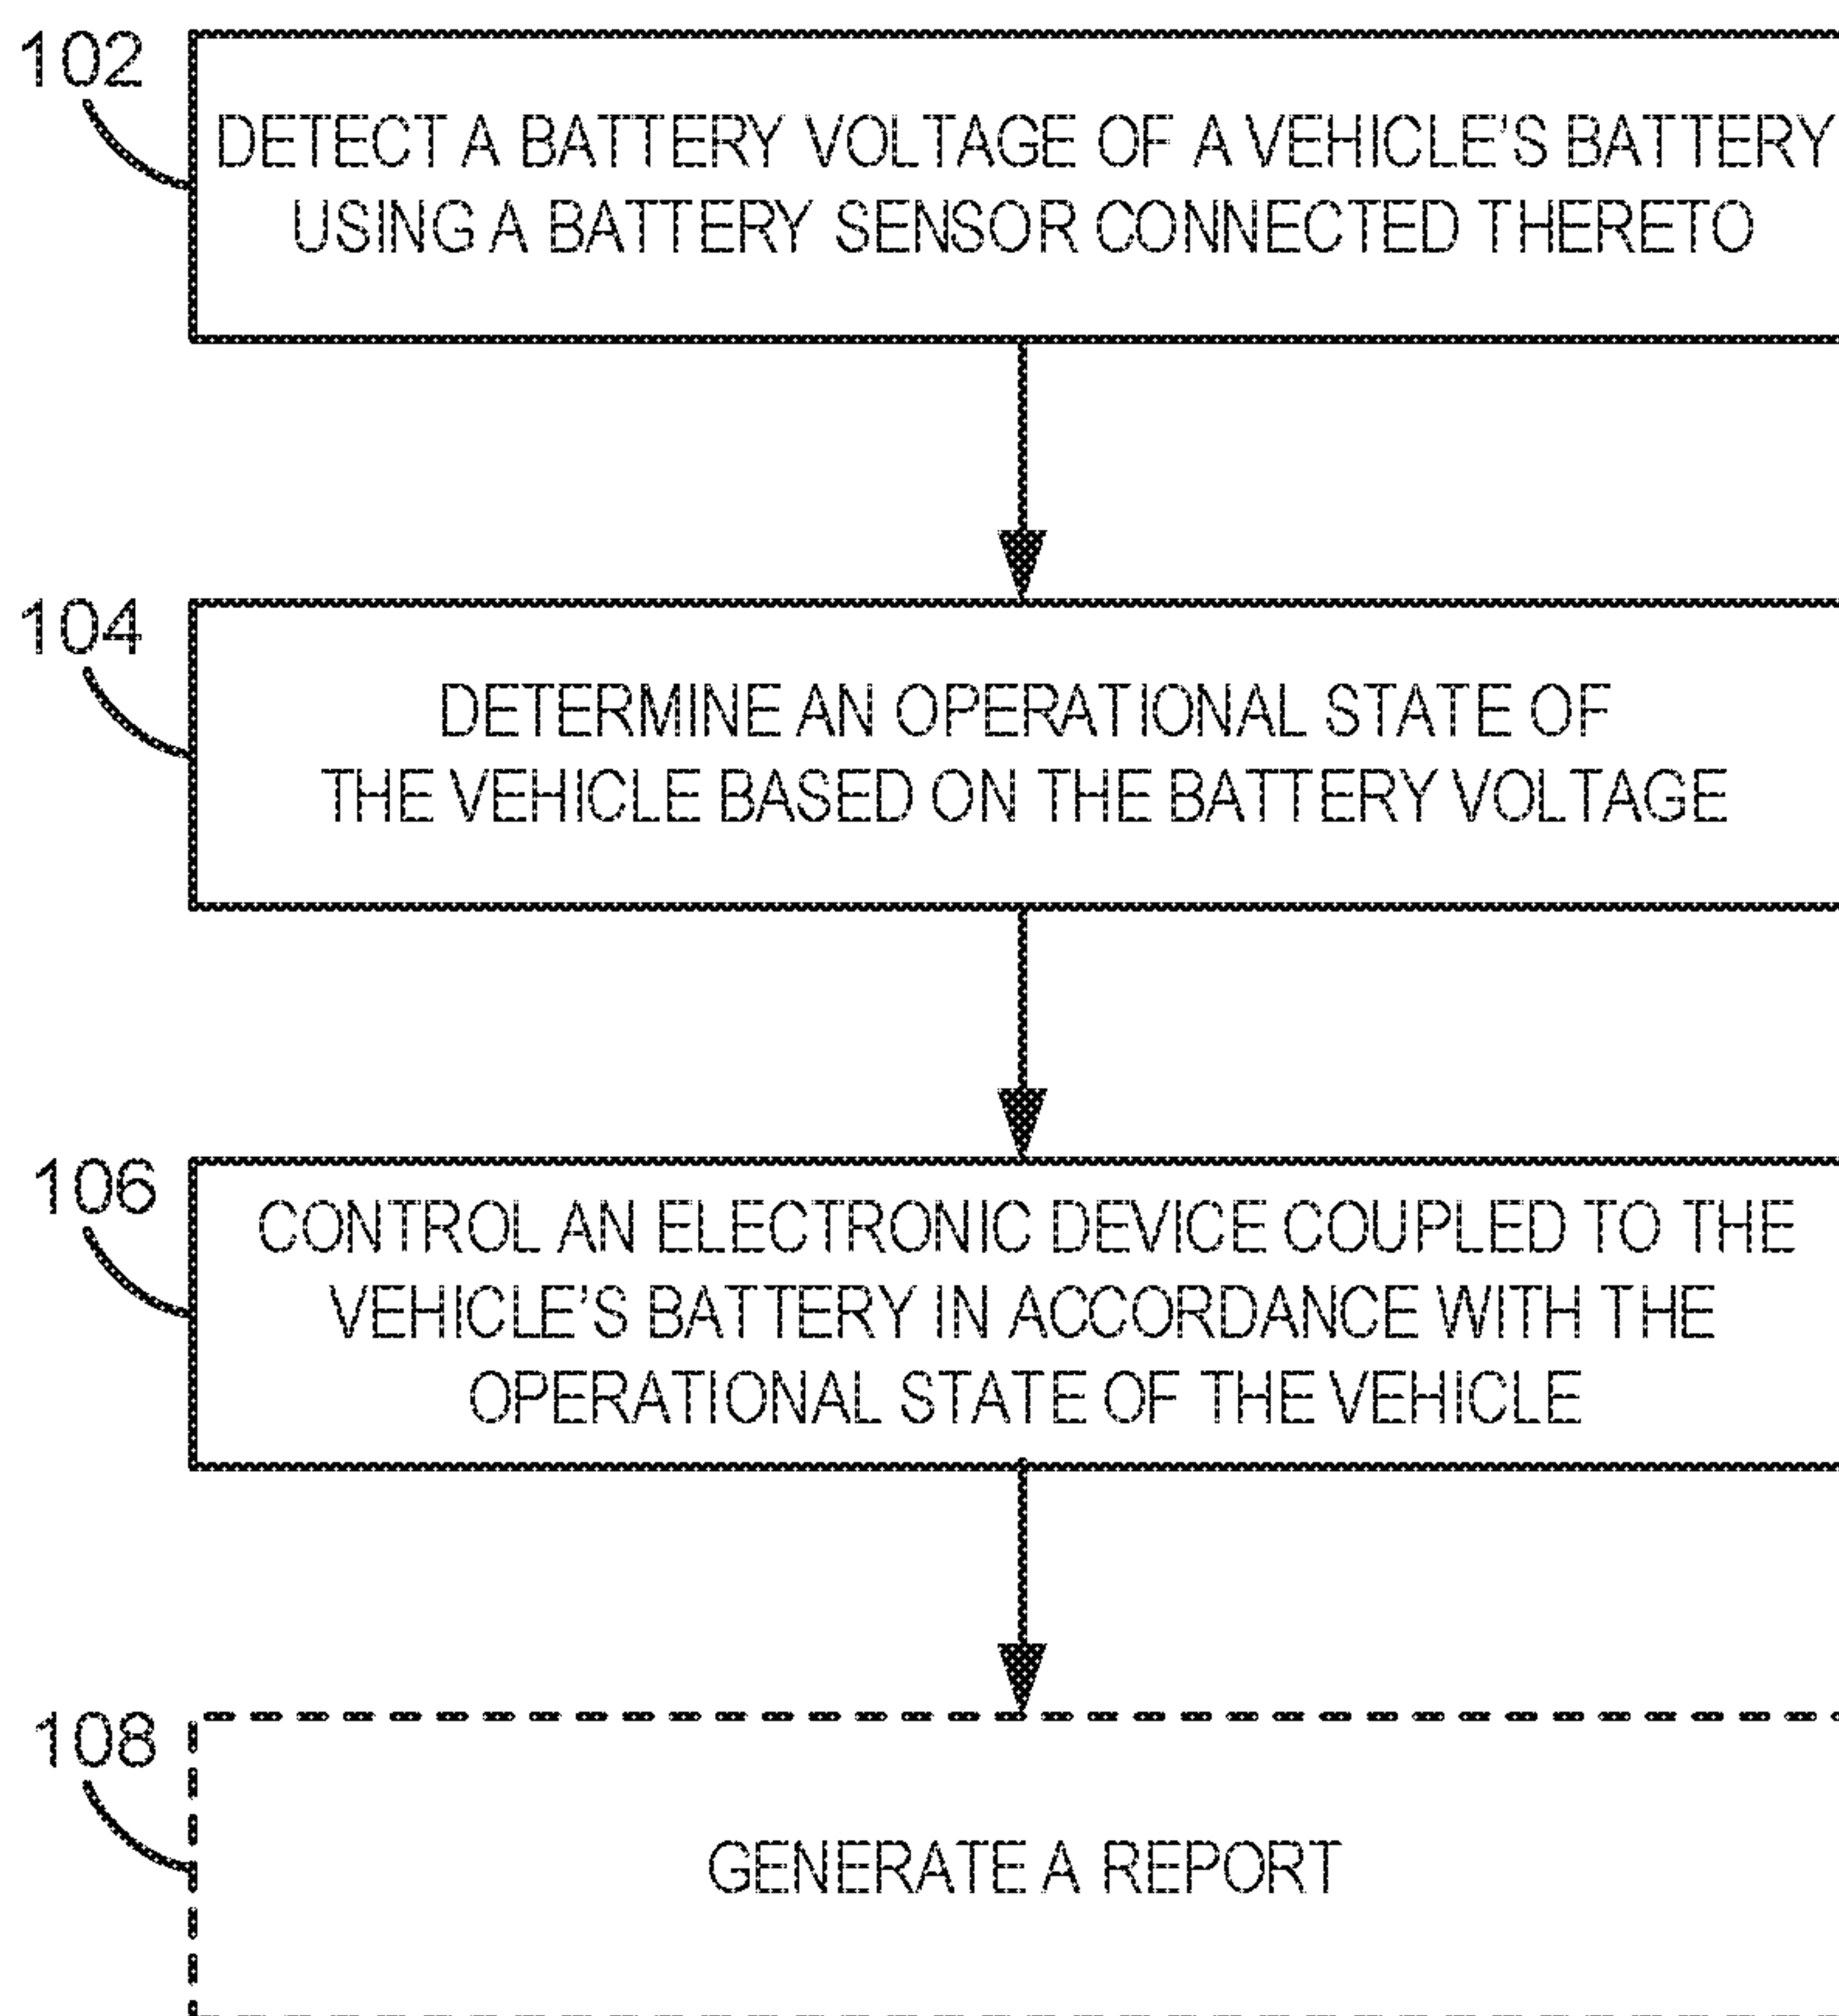 102
DETECT A BATTERY VOLTAGE OF A VEHICLE'S BATTERY
USING A BATTERY SENSOR CONNECTED THERETO
104
DETERMINE AN OPERATIONAL STATE OF
THE VEHICLE BASED ON THE BATTERY VOLTAGE
106
CONTROL AN ELECTRONIC DEVICE COUPLED TO THE
VEHICLE'S BATTERY IN ACCORDANCE WITH THE
OPERATIONAL STATE OF THE VEHICLE
108
GENERATE A REPORT